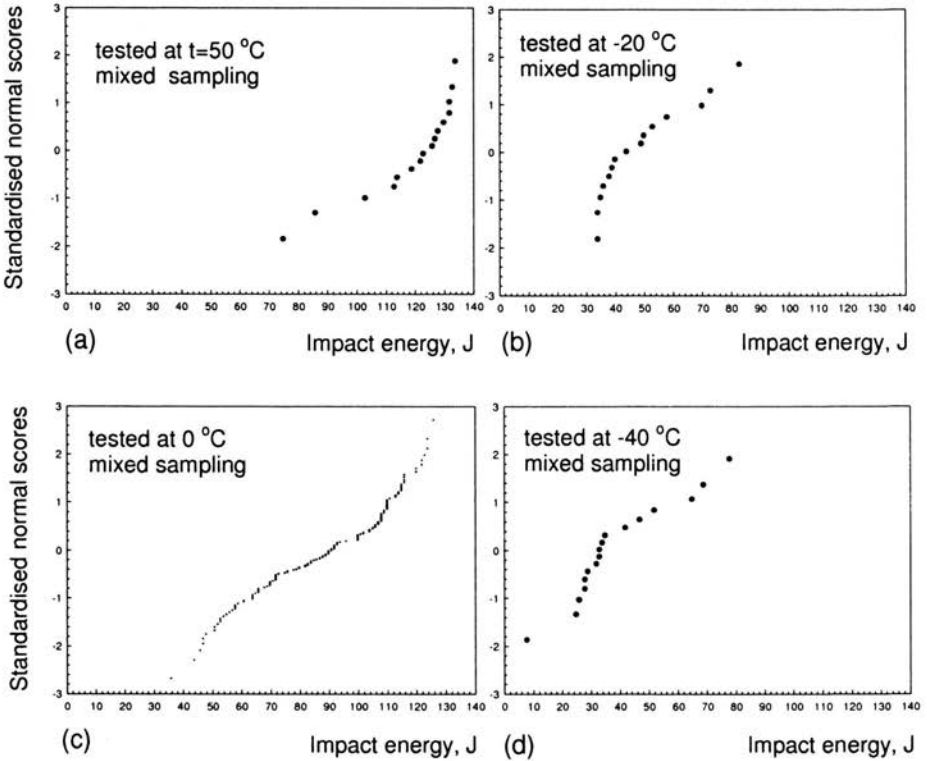 Standardised normal scores
3
2
1
0
-1
-2
-3
tested at t=50 °C
mixed sampling
0 10 20 30 40 50 60 70 80 90 100 110 120 130 140
(a)
Impact energy, J
3
2
1
0
-1
-2
-3
tested at -20 °C
mixed sampling
0 10 20 30 40 50 60 70 80 90 100 110 120 130 140
(b)
Impact energy, J
Standardised normal scores
3
2
1
0
-1
-2
-3
tested at 0 °C
mixed sampling
0 10 20 30 40 50 60 70 80 90 100 110 120 130 140
(c)
Impact energy, J
3
2
1
0
-1
-2
-3
tested at -40 °C
mixed sampling
0 10 20 30 40 50 60 70 80 90 100 110 120 130 140
(d)
Impact energy, J